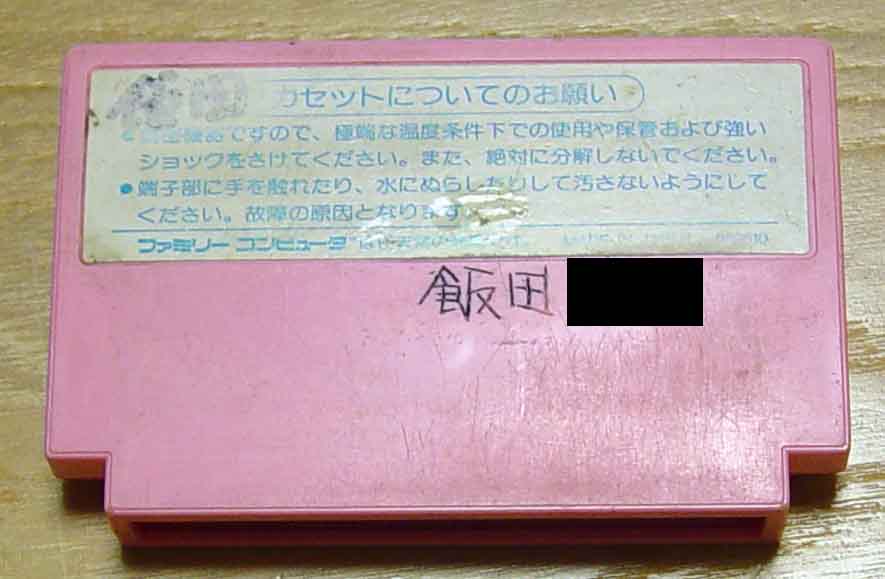 カセットについてのお願い
ですので、極端な温度条件下での使用や保管および強い
ショックをさけてください。また、絶対に分解しないでください。
●端子部に手を触れたり、水にぬらしたりして汚さないようにして
ください。故障の原因となります
ファミリーコンピュータ
飯田